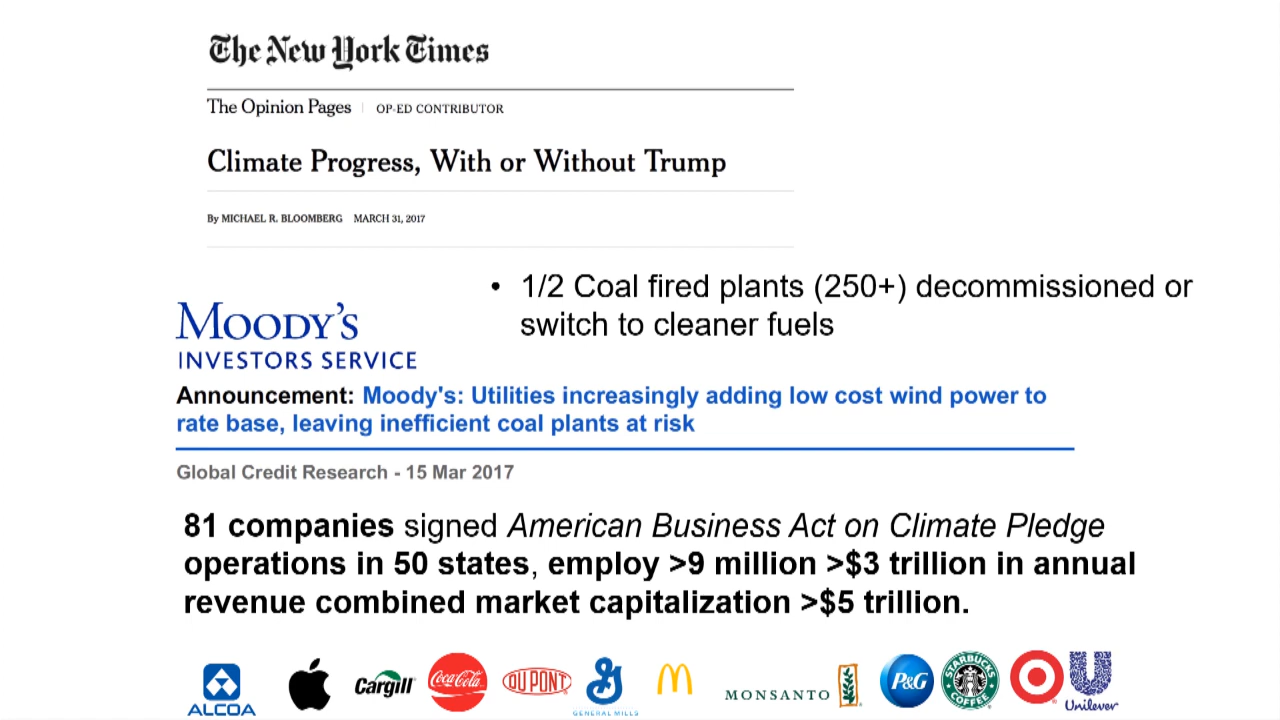 The New York Times
The Opinion Pages | OP-ED CONTRIBUTOR
Climate Progress, With or Without Trump
By MICHAEL R. BLOOMBERG MARCH 31, 2017
• 1/2 Coal fired plants (250+) decommissioned or
switch to cleaner fuels
MOODY'S
INVESTORS SERVICE
Announcement: Moody's: Utilities increasingly adding low cost wind power to
rate base, leaving inefficient coal plants at risk
Global Credit Research - 15 Mar 2017
81 companies signed American Business Act on Climate Pledge
operations in 50 states, employ >9 million >$3 trillion in annual
revenue combined market capitalization >$5 trillion.
ALCOA
Cargill
Coca-Cola
DU PONT
G
GENERAL MILLS
M
MONSANTO
P&G
STARBUCKS
COFFEE
Unilever